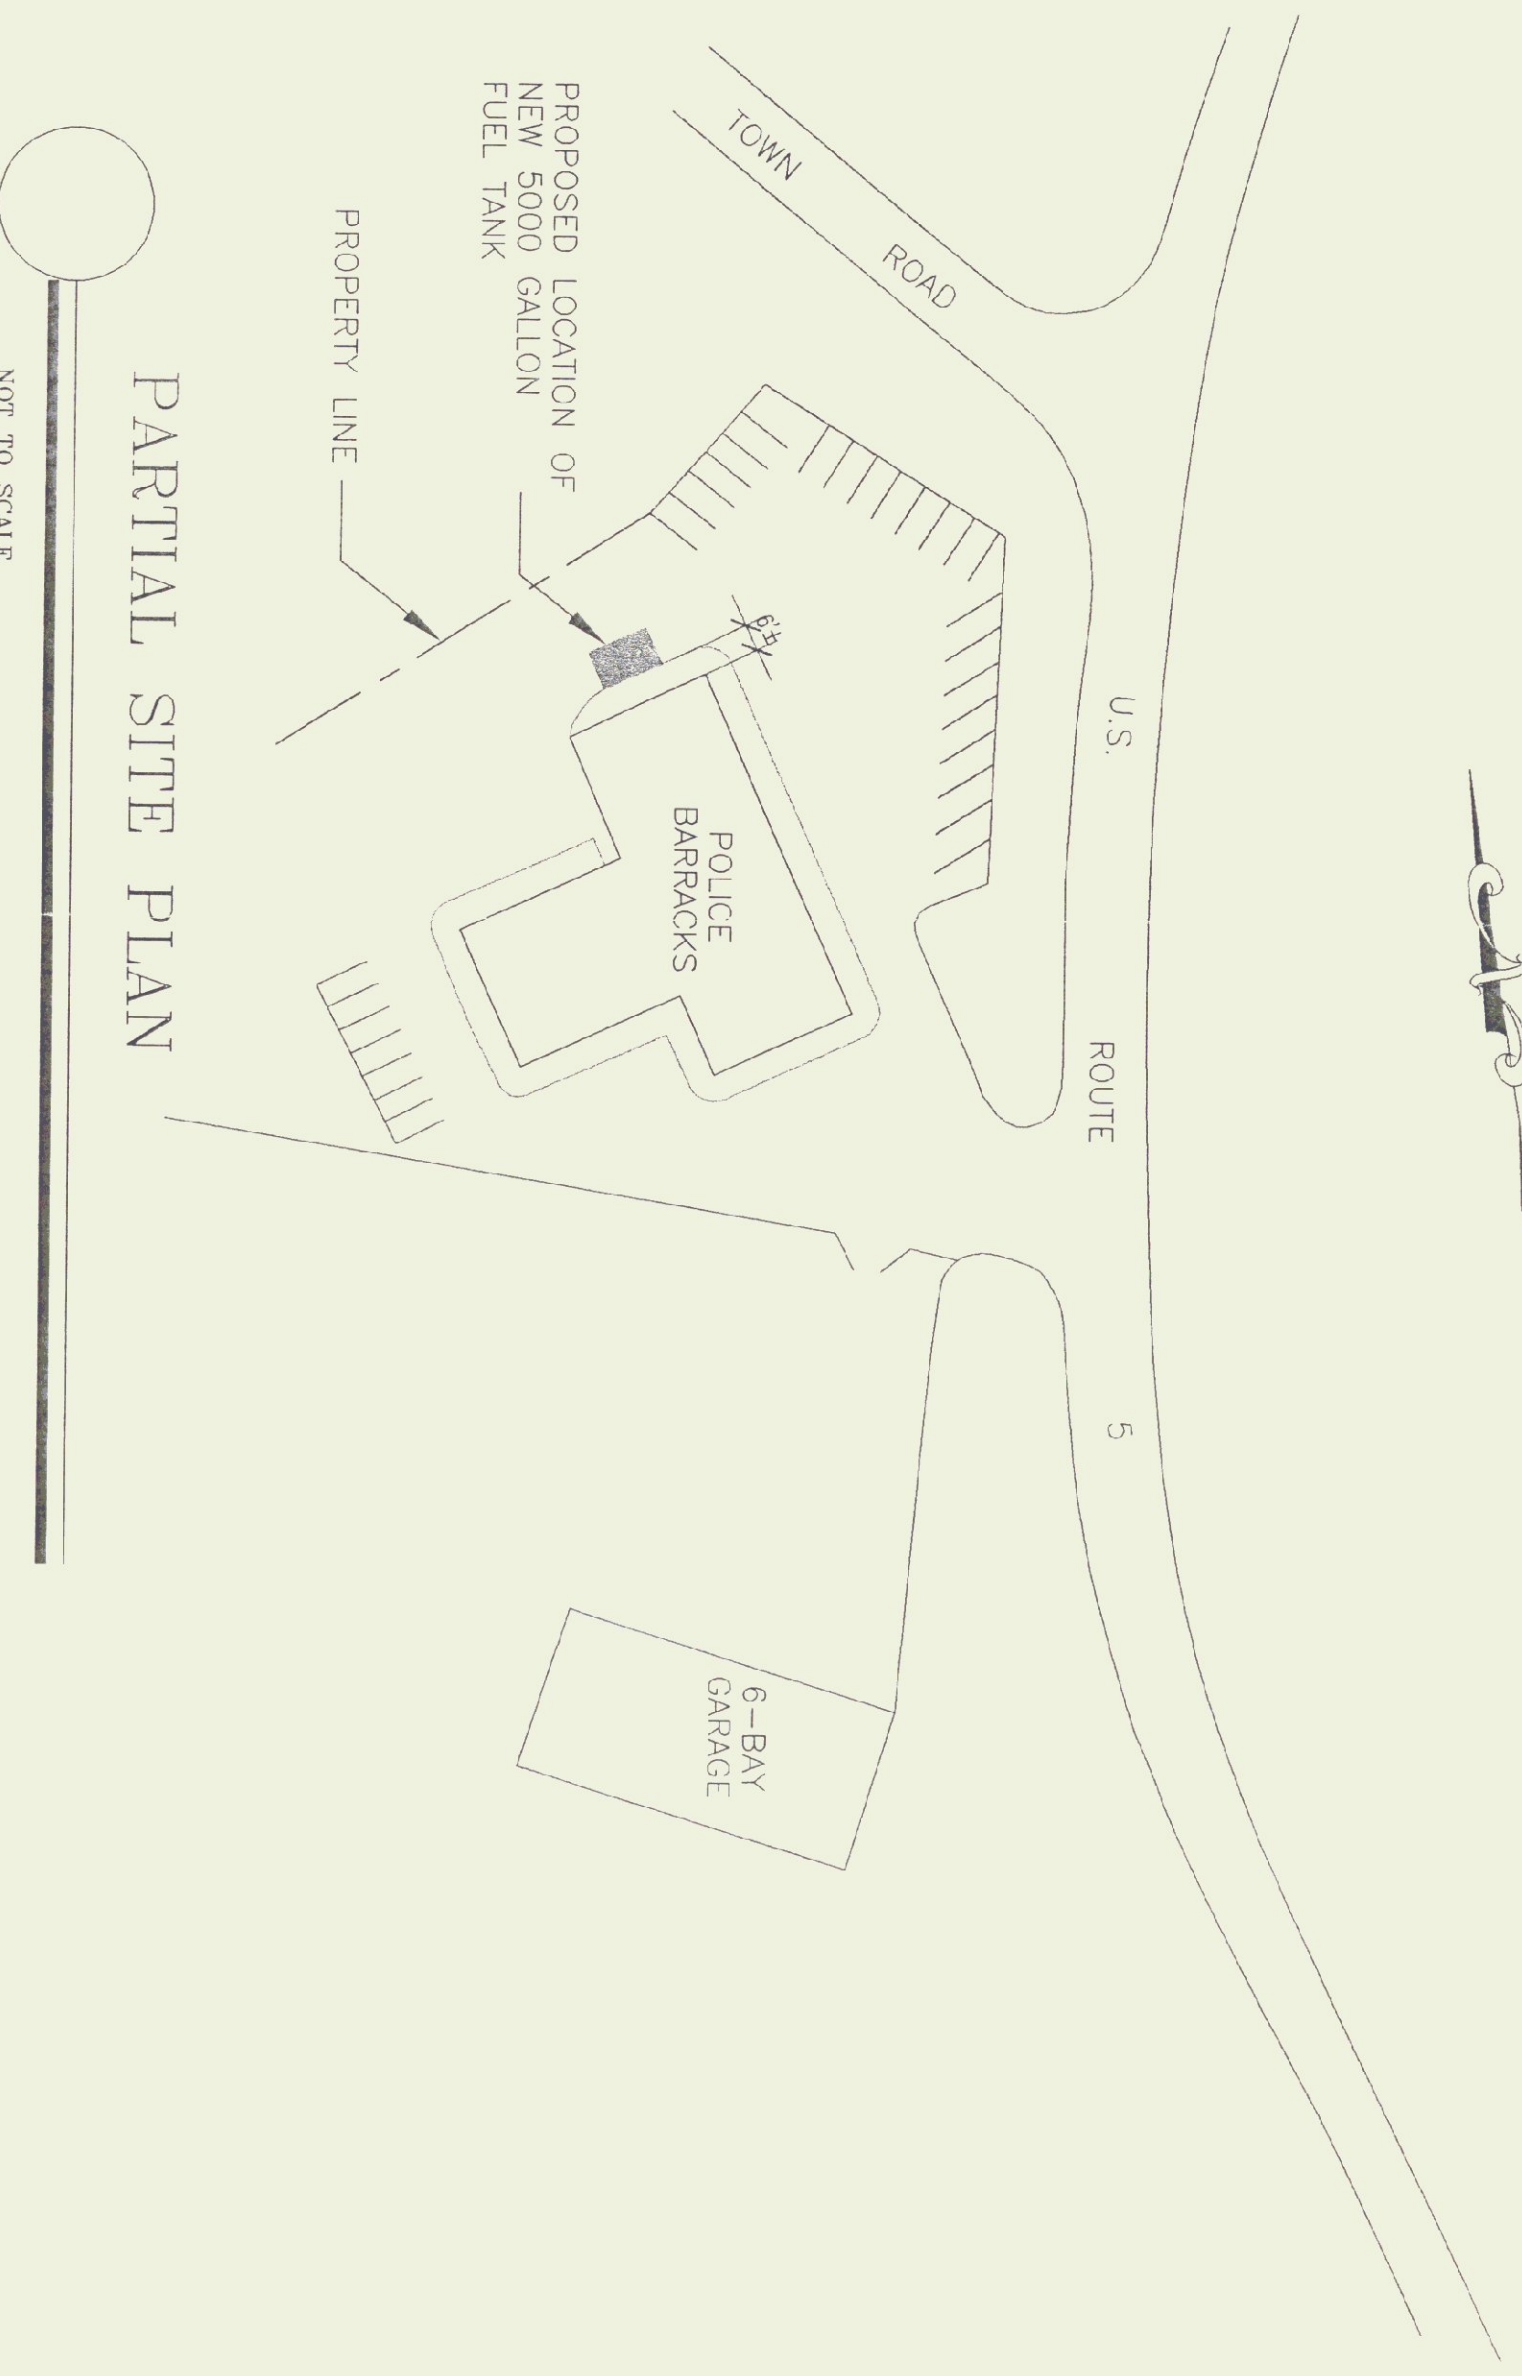 U.S.
ROUTE
5
TOWN
ROAD
6'±
POLICE
BARRACKS
6-BAY
GARAGE
PROPOSED LOCATION OF
NEW 5000 GALLON
FUEL TANK
PROPERTY LINE
PARTIAL SITE PLAN
NOT TO SCALE